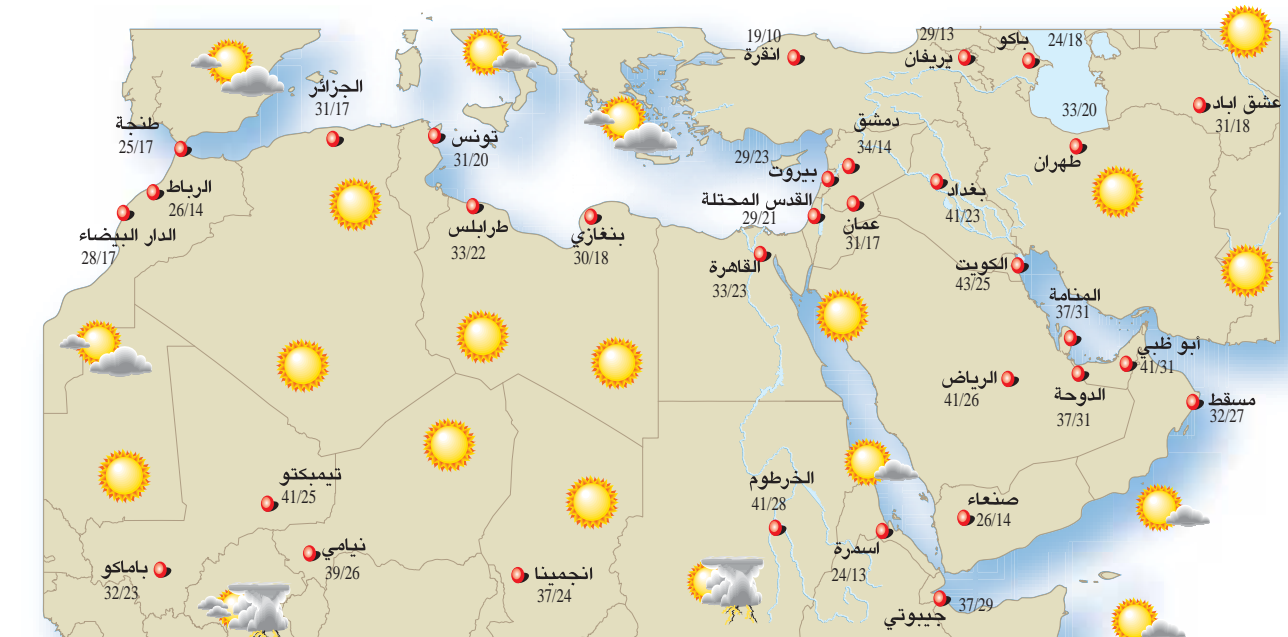 19/10
انقرة
29/13
يريفان
باكو
24/18
عشق اباد
31/18
33/20
طهران
الجزائر
31/17
طنجة
25/17
تونس
31/20
دمشق
34/14
29/23
بيروت
بغداد
41/23
الرباط
26/14
القدس المحتلة
29/21
عمان
31/17
الدار البيضاء
28/17
طرابلس
33/22
بنغازي
30/18
القاهرة
33/23
الكويت
43/25
المنامة
37/31
أبو ظبي
41/31
الرياض
41/26
الدوحة
37/31
مسقط
32/27
تيمبكتو
41/25
الخرطوم
41/28
صنعاء
26/14
اسمرة
24/13
نيامي
39/26
باماكو
32/23
انجمينا
37/24
37/29
جيبوتي